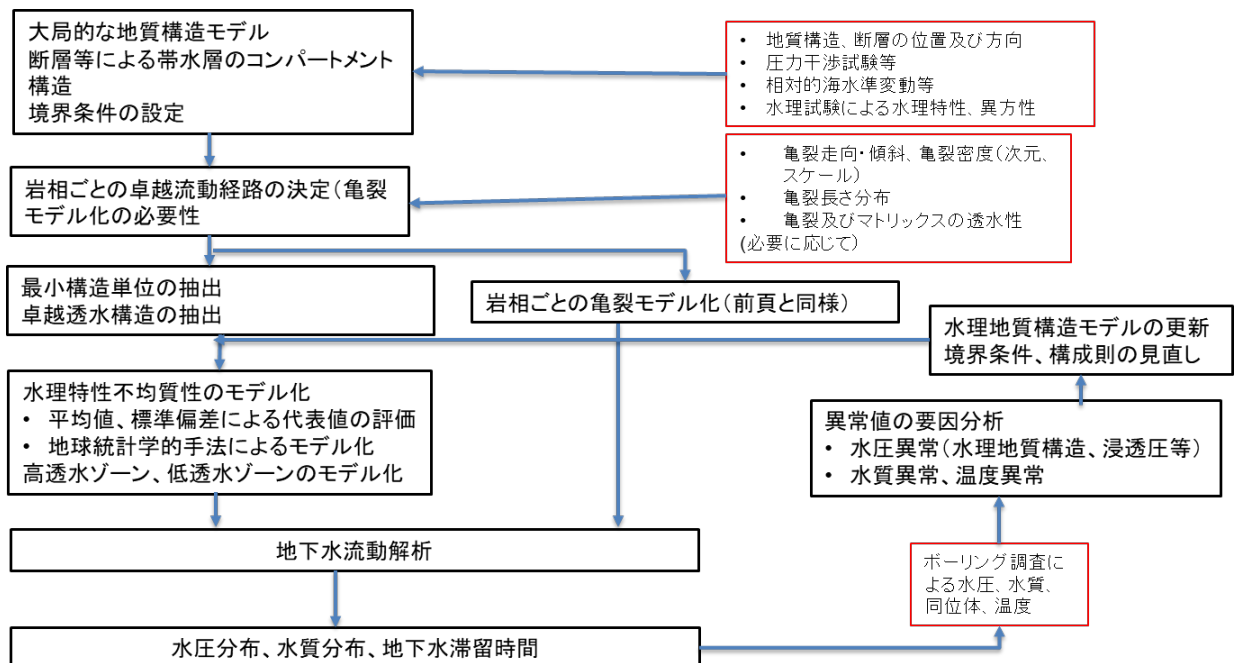 大局的な地質構造モデル
断層等による帯水層のコンパートメント
構造
境界条件の設定
• 地質構造、断層の位置及び方向
• 圧力干渉試験等
• 相対的海水準変動等
• 水理試験による水理特性、異方性
岩相ごとの卓越流動経路の決定(亀裂
モデル化の必要性
• 亀裂走向・傾斜、亀裂密度(次元、
スケール)
• 亀裂長さ分布
• 亀裂及びマトリックスの透水性
(必要に応じて)
最小構造単位の抽出
卓越透水構造の抽出
岩相ごとの亀裂モデル化(前頁と同様)
水理地質構造モデルの更新
境界条件、構成則の見直し
水理特性不均質性のモデル化
• 平均値、標準偏差による代表値の評価
• 地球統計学的手法によるモデル化
高透水ゾーン、低透水ゾーンのモデル化
異常値の要因分析
• 水圧異常(水理地質構造、浸透圧等)
• 水質異常、温度異常
地下水流動解析
ボーリング調査に
よる水圧、水質、
同位体、温度
水圧分布、水質分布、地下水滞留時間